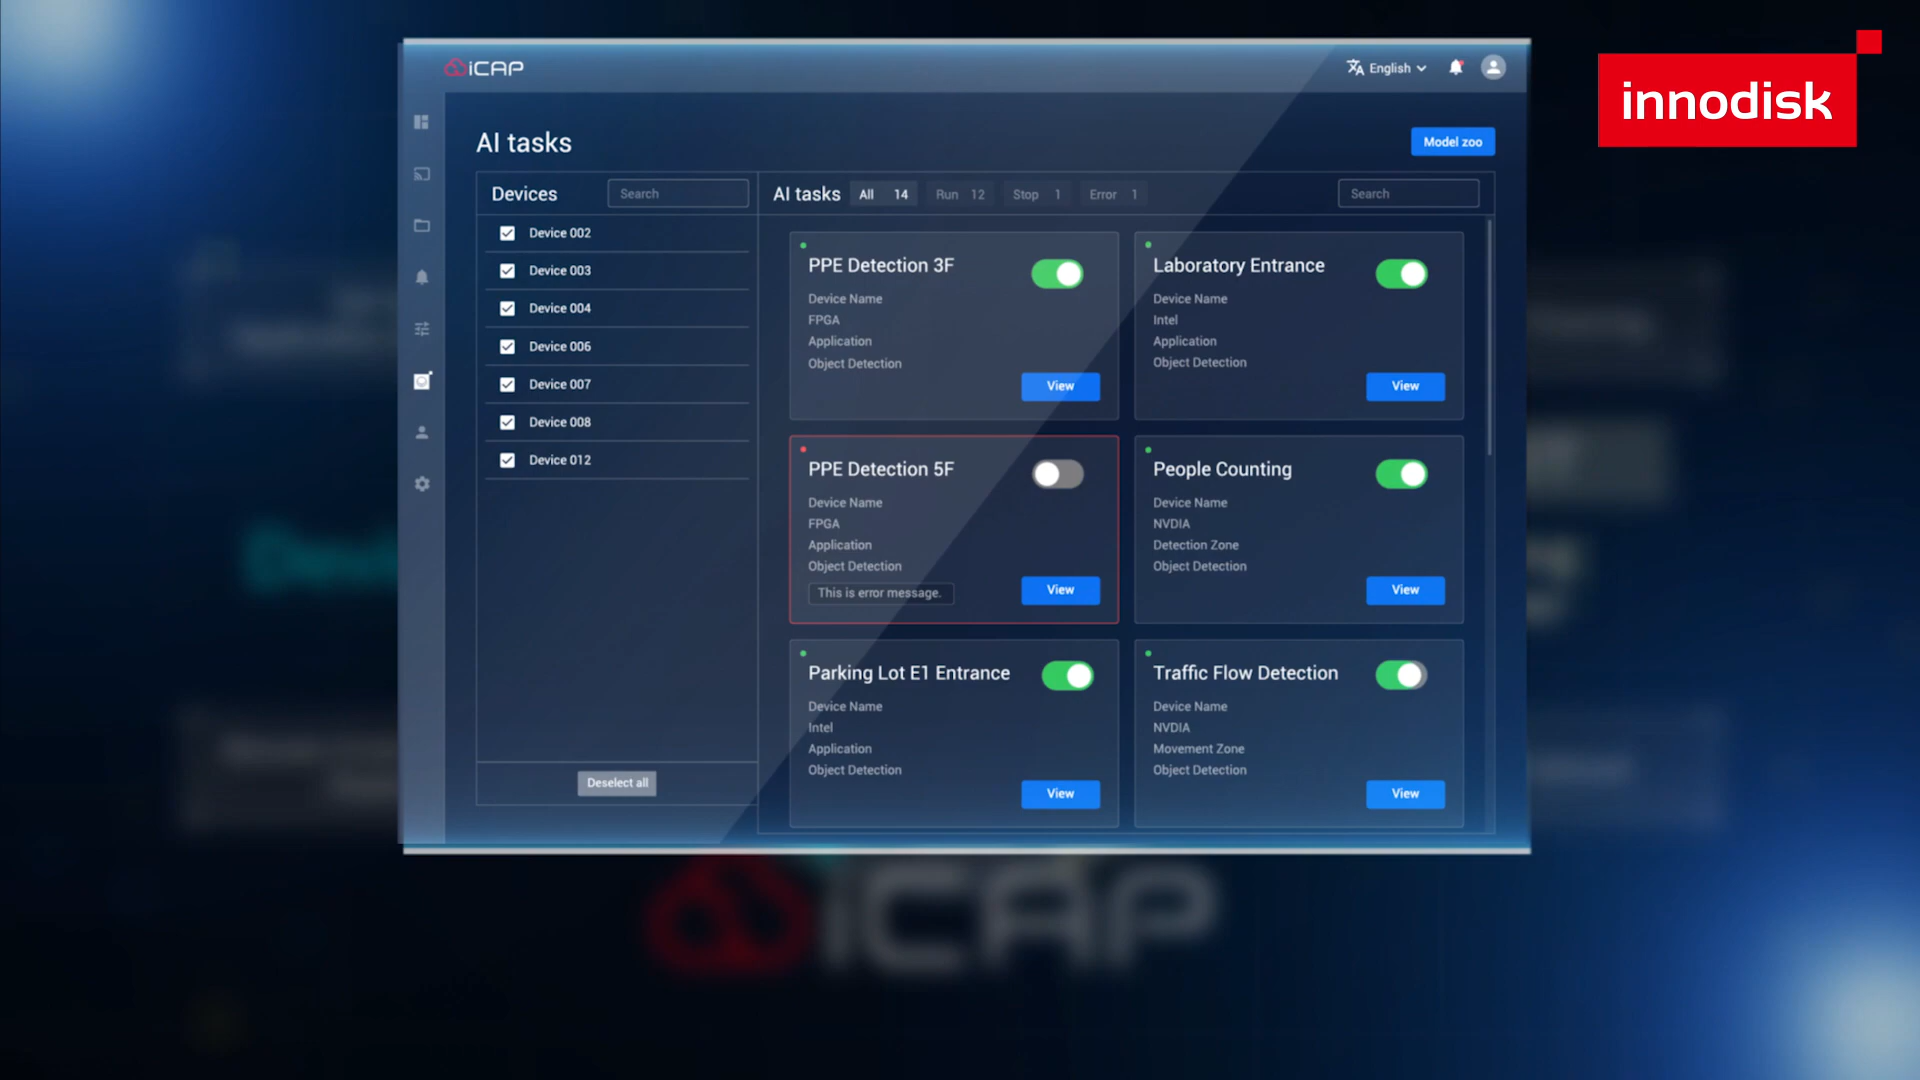 iCAP
English
innodisk
AI tasks
Model zoo
Devices
Search
AI tasks
All 14
Run 12
Stop 1
Error 1
Search
Device 002
Device 003
Device 004
Device 006
Device 007
Device 008
Device 012
Deselect all
PPE Detection 3F
Device Name
FPGA
Application
Object Detection
View
Laboratory Entrance
Device Name
Intel
Application
Object Detection
View
PPE Detection 5F
Device Name
FPGA
Application
Object Detection
This is error message.
View
People Counting
Device Name
NVDIA
Detection Zone
Object Detection
View
Parking Lot E1 Entrance
Device Name
Intel
Application
Object Detection
View
Traffic Flow Detection
Device Name
NVDIA
Movement Zone
Object Detection
View
iCAP